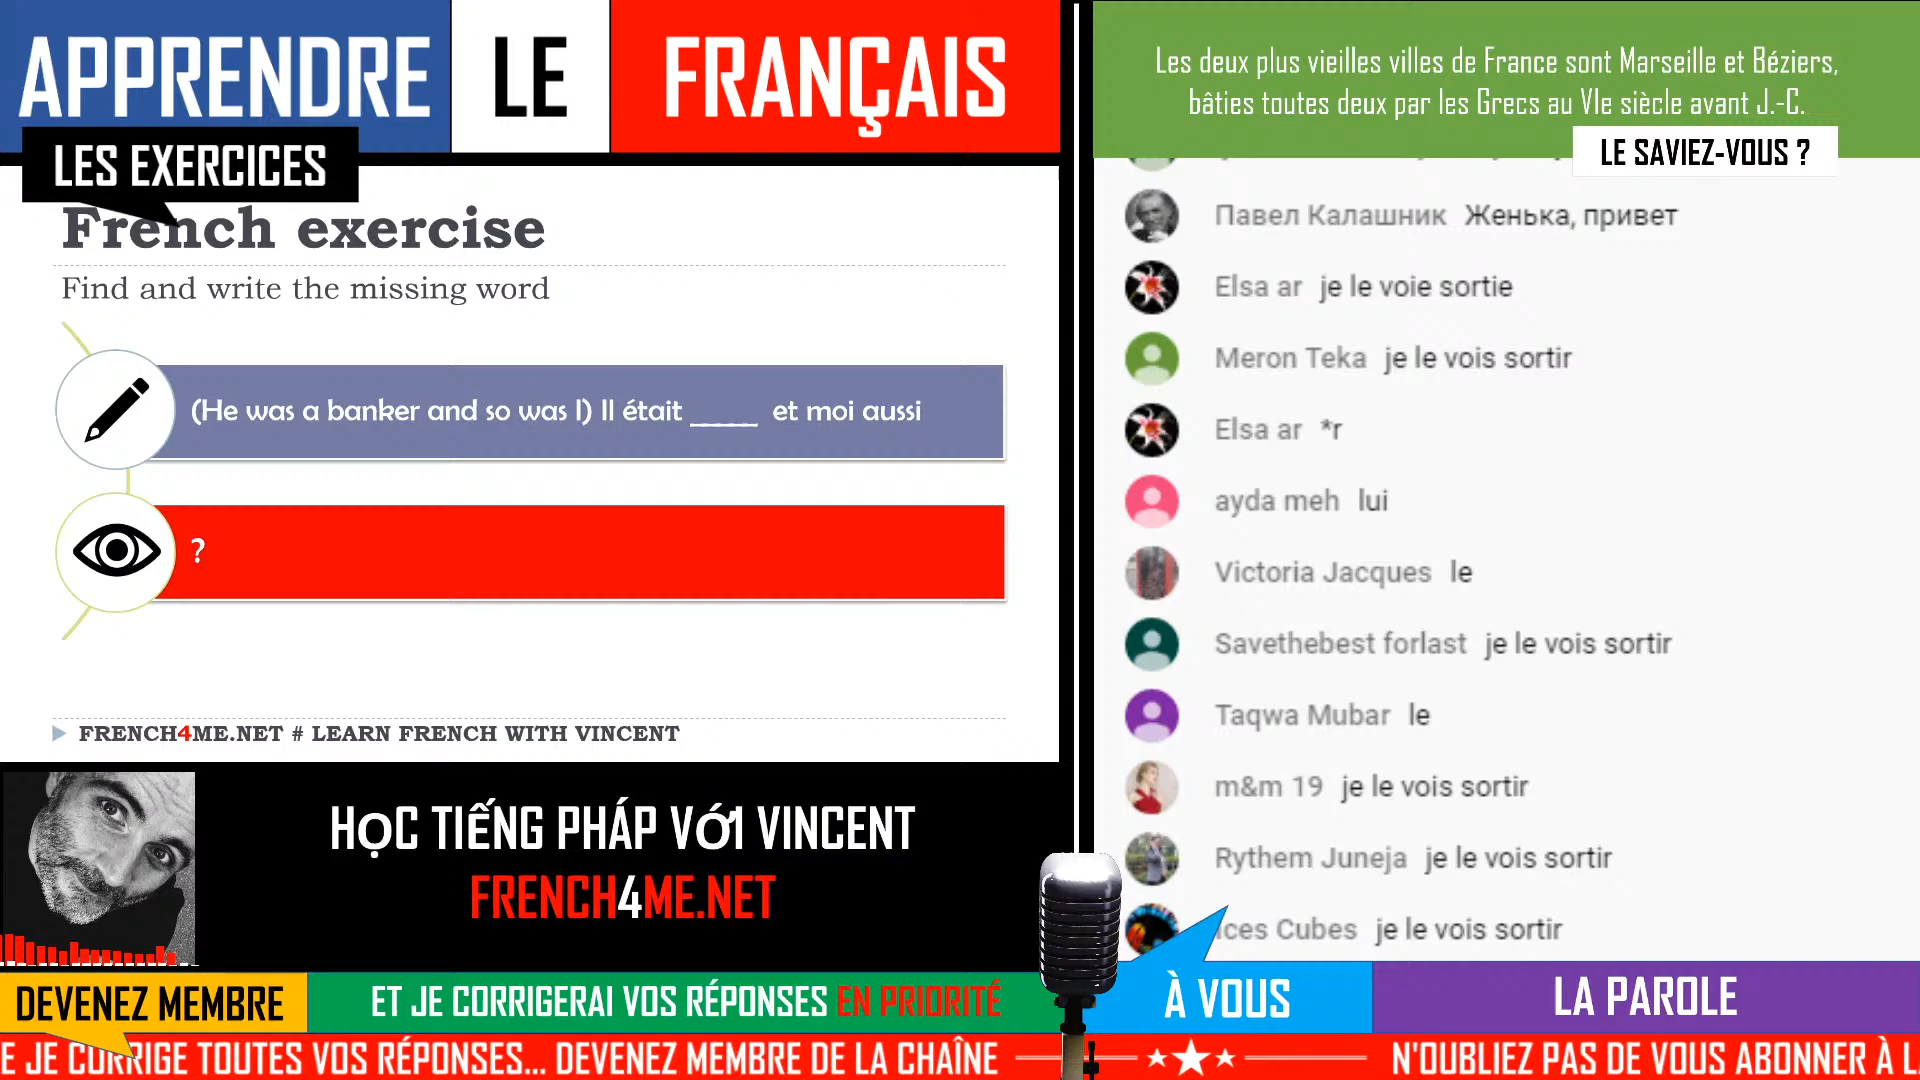 APPRENDRE LE FRANÇAIS
LES EXERCICES
French exercise
Find and write the missing word
(He was a banker and so was I) Il était _____ et moi aussi
?
FRENCH4ME.NET # LEARN FRENCH WITH VINCENT
HỌC TIẾNG PHÁP VỚI VINCENT
FRENCH4ME.NET
Les deux plus vieilles villes de France sont Marseille et Béziers,
bâties toutes deux par les Grecs au VIe siècle avant J.-C.
LE SAVIEZ-VOUS ?
Павел Калашник Женька, привет
Elsa ar je le voie sortie
Meron Teka je le vois sortir
Elsa ar *r
ayda meh lui
Victoria Jacques le
Savethebest forlast je le vois sortir
Taqwa Mubar le
m&m 19 je le vois sortir
Rythem Juneja je le vois sortir
Ices Cubes je le vois sortir
DEVENEZ MEMBRE
ET JE CORRIGERAI VOS RÉPONSES EN PRIORITÉ
À VOUS
LA PAROLE
E JE CORRIGE TOUTES VOS RÉPONSES... DEVENEZ MEMBRE DE LA CHAÎNE
N'OUBLIEZ PAS DE VOUS ABONNER À L